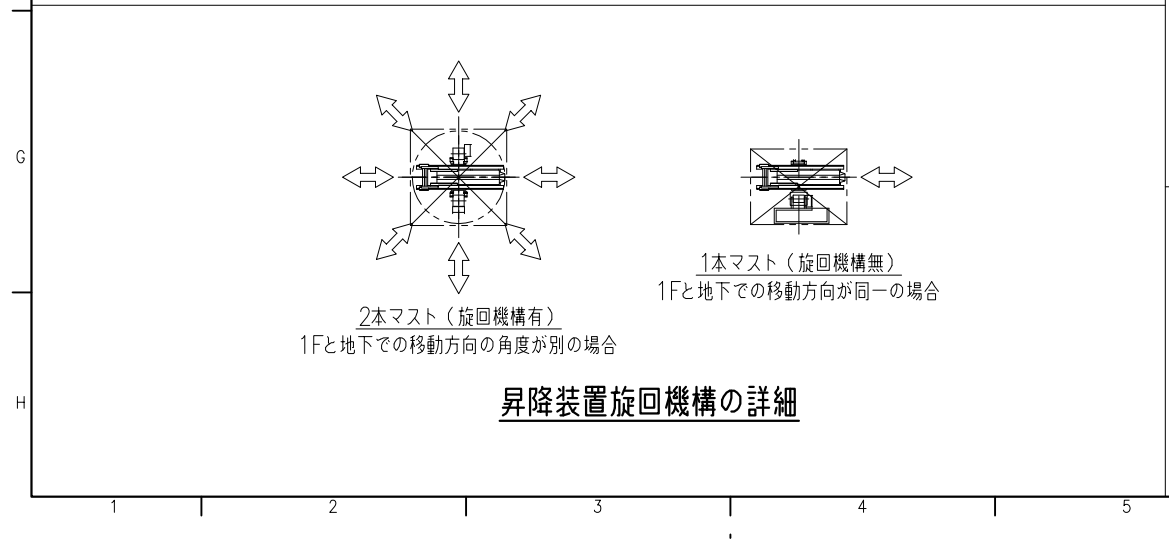 G
1本マスト（旋回機構無）
1Fと地下での移動方向が同一の場合
2本マスト（旋回機構有）
1Fと地下での移動方向の角度が別の場合
昇降装置旋回機構の詳細
H
1
2
3
4
5